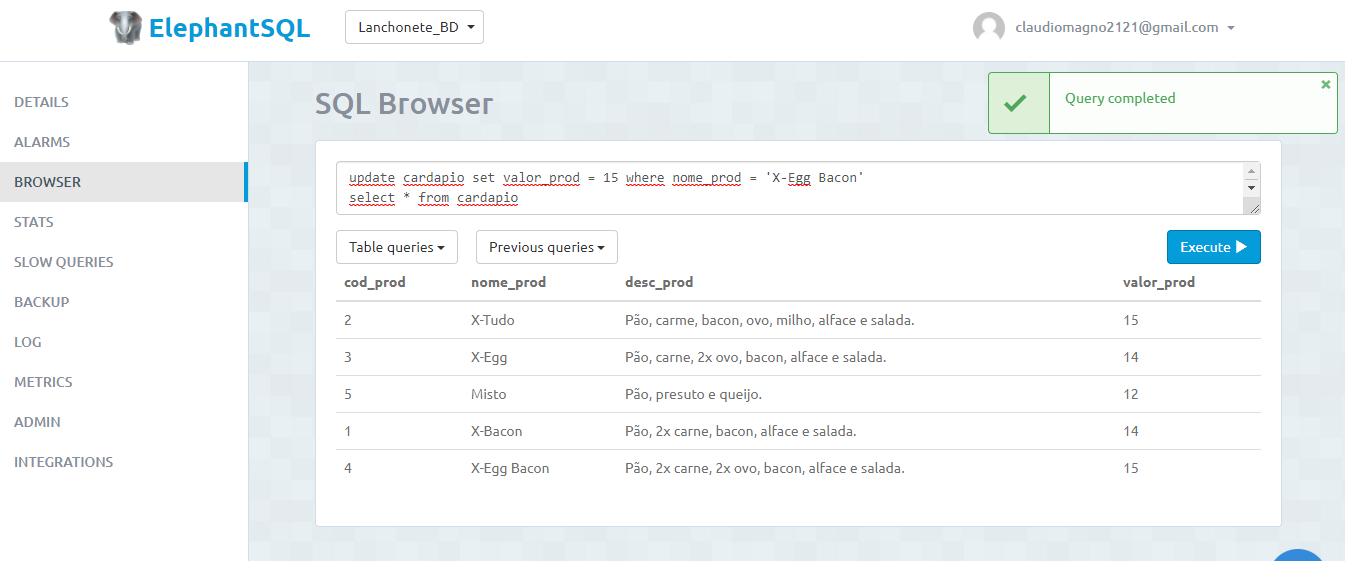 ElephantSQL
Lanchonete_BD
claudiomagno2121@gmail.com
DETAILS
ALARMS
BROWSER
STATS
SLOW QUERIES
BACKUP
LOG
METRICS
ADMIN
INTEGRATIONS
SQL Browser
Query completed
update cardapio set valor_prod = 15 where nome_prod = 'X-Egg Bacon'
select * from cardapio
Table queries
Previous queries
Execute
cod_prod nome_prod desc_prod valor_prod
2 X-Tudo Pão, carme, bacon, ovo, milho, alface e salada. 15
3 X-Egg Pão, carne, 2x ovo, bacon, alface e salada. 14
5 Misto Pão, presuto e queijo. 12
1 X-Bacon Pão, 2x carne, bacon, alface e salada. 14
4 X-Egg Bacon Pão, 2x carne, 2x ovo, bacon, alface e salada. 15